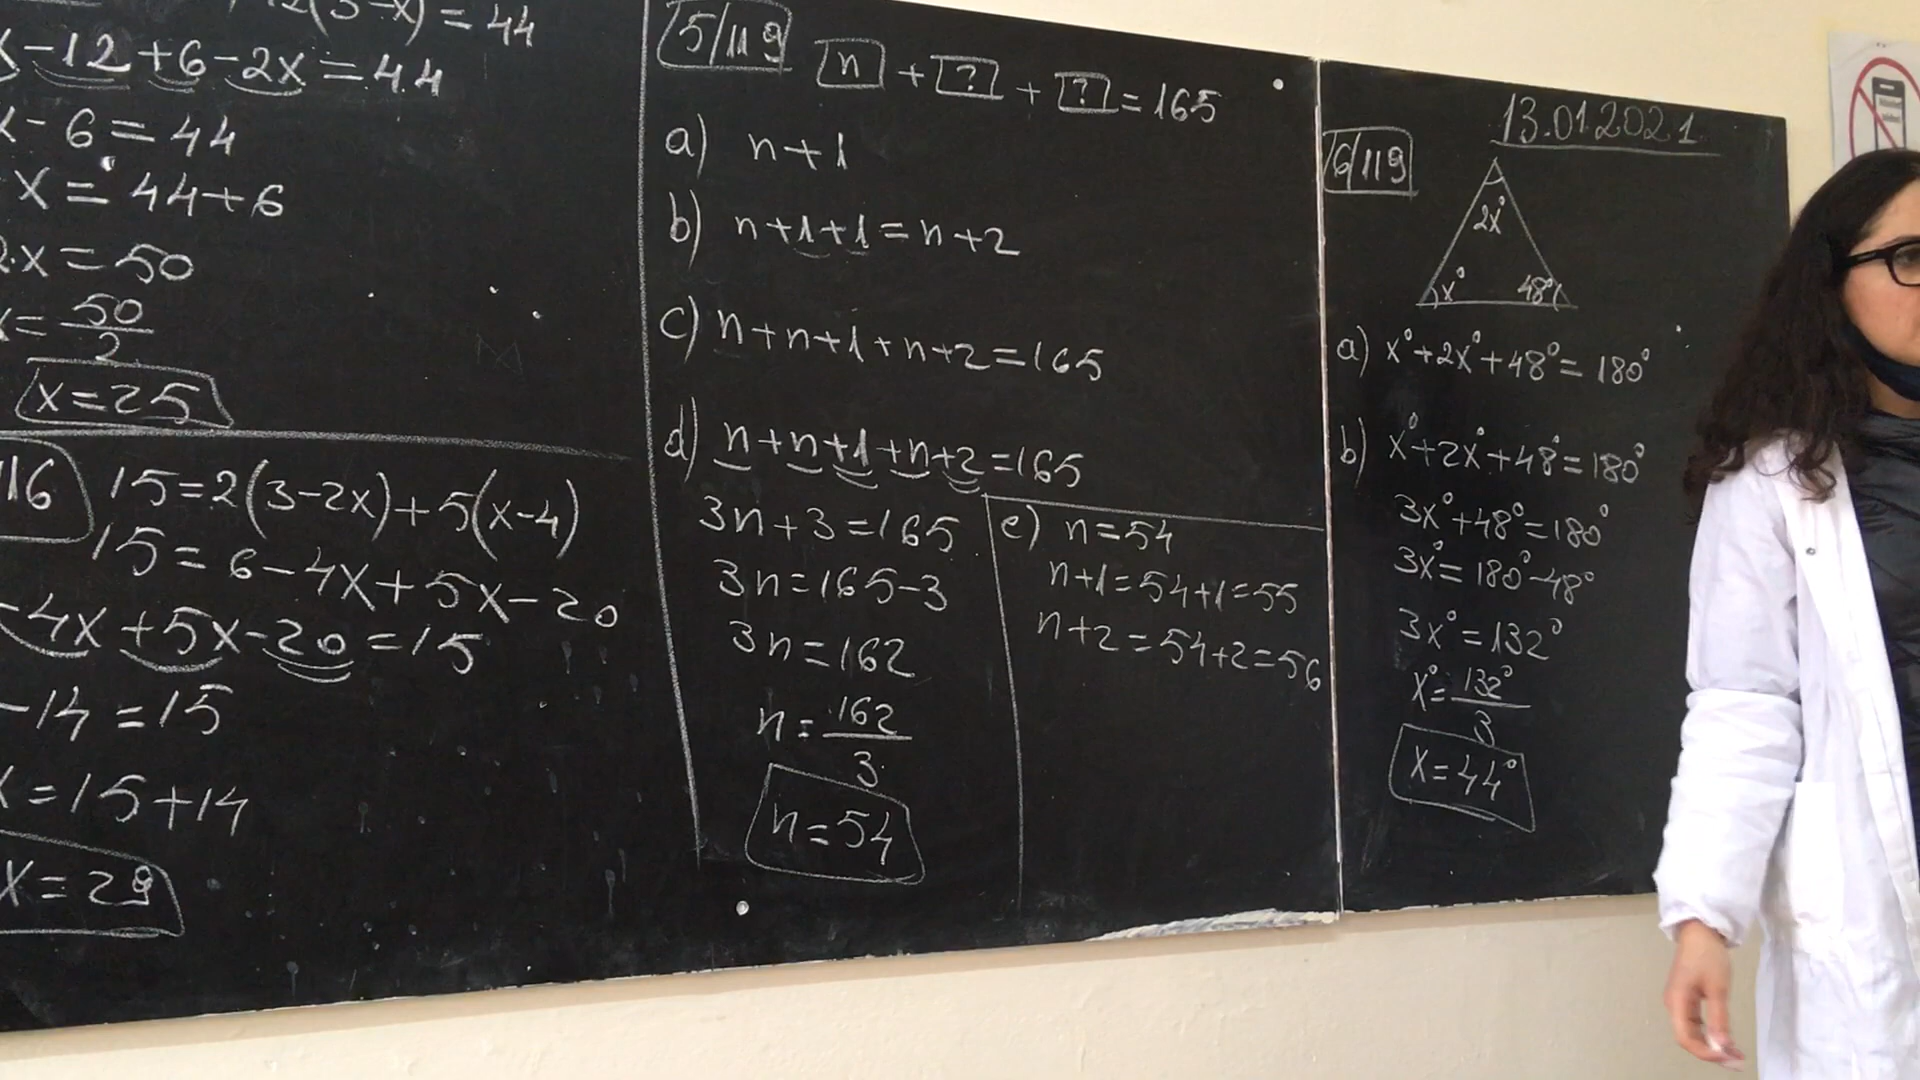 2(3-x)=44
x-12+6-2x=44
x-6=44
x=44+6
2·x=50
x=50/2
x=25
116
15=2(3-2x)+5(x-4)
15=6-4x+5x-20
-4x+5x-20=15
-14=15
x=15+14
x=29
5/119
n + ? + ? = 165
a) n+1
b) n+1+1=n+2
c) n+n+1+n+2=165
d) n+n+1+n+2=165
3n+3=165
3n=165-3
3n=162
n=162/3
n=54
e) n=54
n+1=54+1=55
n+2=54+2=56
13.01.2021
6/119
2x°
x° 48°
a) x°+2x°+48°=180°
b) x°+2x°+48°=180°
3x°+48°=180°
3x°=180°-48°
3x°=132°
x°=132°/3
x=44°